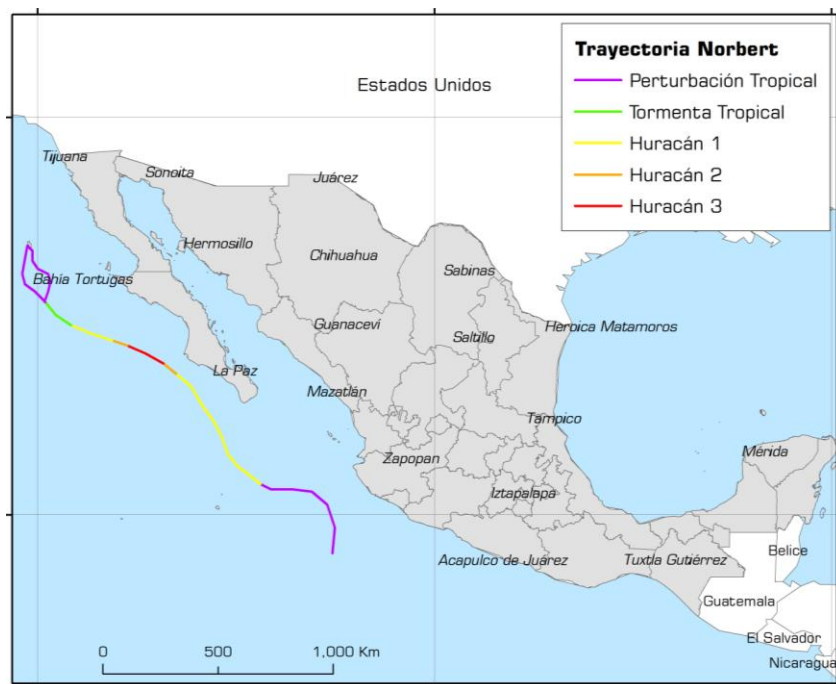 Trayectoria Norbert
Perturbación Tropical
Tormenta Tropical
Huracán 1
Huracán 2
Huracán 3
Estados Unidos
Tijuana
Sonoita
Juárez
Hermosillo
Chihuahua
Sabinas
Bahía Tortugas
Guanaceví
Heroica Matamoros
Saltillo
La Paz
Mazatlán
Tampico
Zapopan
Mérida
Iztapalapa
Acapulco de Juárez
Tuxtla Gutiérrez
Belice
Guatemala
El Salvador
Nicaragua
0 500 1,000 Km